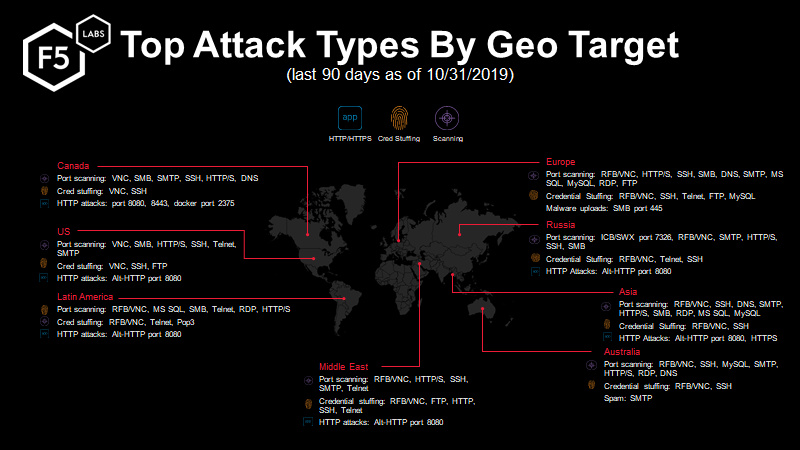 F5
LABS
Top Attack Types By Geo Target
(last 90 days as of 10/31/2019)
app
HTTP/HTTPS
Cred Stuffing
Scanning
Canada
Port scanning: VNC, SMB, SMTP, SSH, HTTP/S, DNS
Cred stuffing: VNC, SSH
HTTP attacks: port 8080, 8443, docker port 2375
US
Port scanning: VNC, SMB, HTTP/S, SSH, Telnet,
SMTP
Cred stuffing: VNC, SSH, FTP
HTTP attacks: Alt-HTTP port 8080
Latin America
Port scanning: RFB/VNC, MS SQL, SMB, Telnet, RDP, HTTP/S
Cred stuffing: RFB/VNC, Telnet, Pop3
HTTP attacks: Alt-HTTP port 8080
Middle East
Port scanning: RFB/VNC, HTTP/S, SSH,
SMTP, Telnet
Credential stuffing: RFB/VNC, FTP, HTTP,
SSH, Telnet
HTTP attacks: Alt-HTTP port 8080
Europe
Port scanning: RFB/VNC, HTTP/S, SSH, SMB, DNS, SMTP, MS
SQL, MySQL, RDP, FTP
Credential Stuffing: RFB/VNC, SSH, Telnet, FTP, MySQL
Malware uploads: SMB port 445
Russia
Port scanning: ICB/SWX port 7326, RFB/VNC, SMTP, HTTP/S,
SSH, SMB
Credential Stuffing: RFB/VNC, Telnet, SSH
HTTP Attacks: Alt-HTTP port 8080
Asia
Port scanning: RFB/VNC, SSH, DNS, SMTP,
HTTP/S, SMB, RDP, MS SQL, MySQL
Credential Stuffing: RFB/VNC, SSH
HTTP Attacks: Alt-HTTP port 8080, HTTPS
Australia
Port scanning: RFB/VNC, SSH, MySQL, SMTP,
HTTP/S, RDP, DNS
Credential stuffing: RFB/VNC, SSH
Spam: SMTP